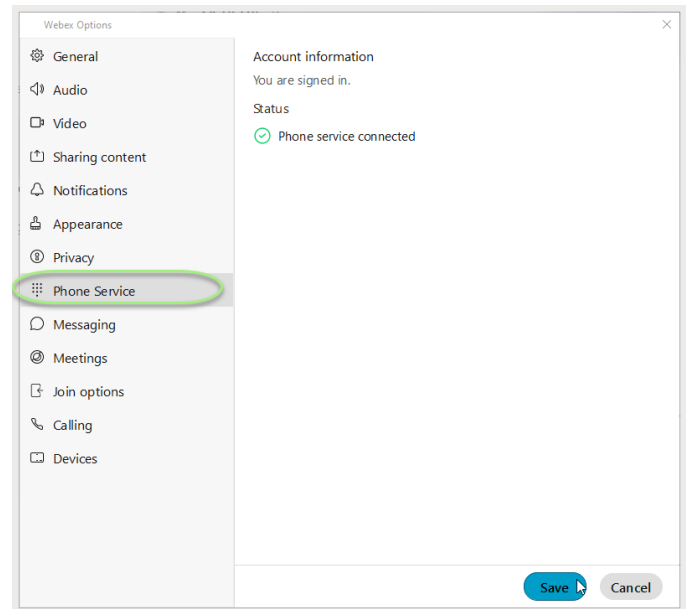 Webex Options
General
Audio
Video
Sharing content
Notifications
Appearance
Privacy
Phone Service
Messaging
Meetings
Join options
Calling
Devices
Account information
You are signed in.
Status
Phone service connected
Save
Cancel